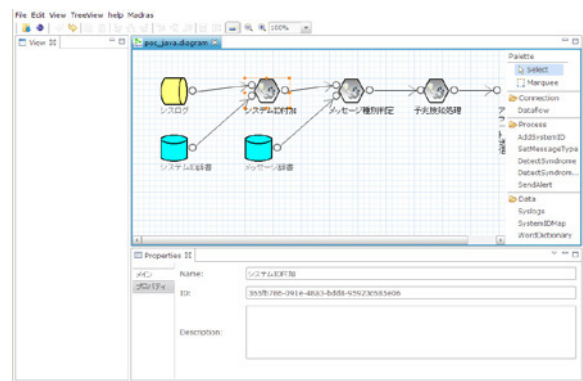 File Edit View TreeView help Madras
100%
View
poc_java.diagram
Palette
Select
Marquee
Connection
Dataflow
Process
AddSystemID
SatMessageType
DetectSyndrome
DetectSyndrom...
SendAlert
Data
Syslogs
SystemIDMap
WordDictionary
シスログ
システムID付加
メッセージ種別判定
予兆検知処理
システムID辞書
メッセージ辞書
Properties
メイン
プロパティ
Name:
システムID付加
ID:
Description: